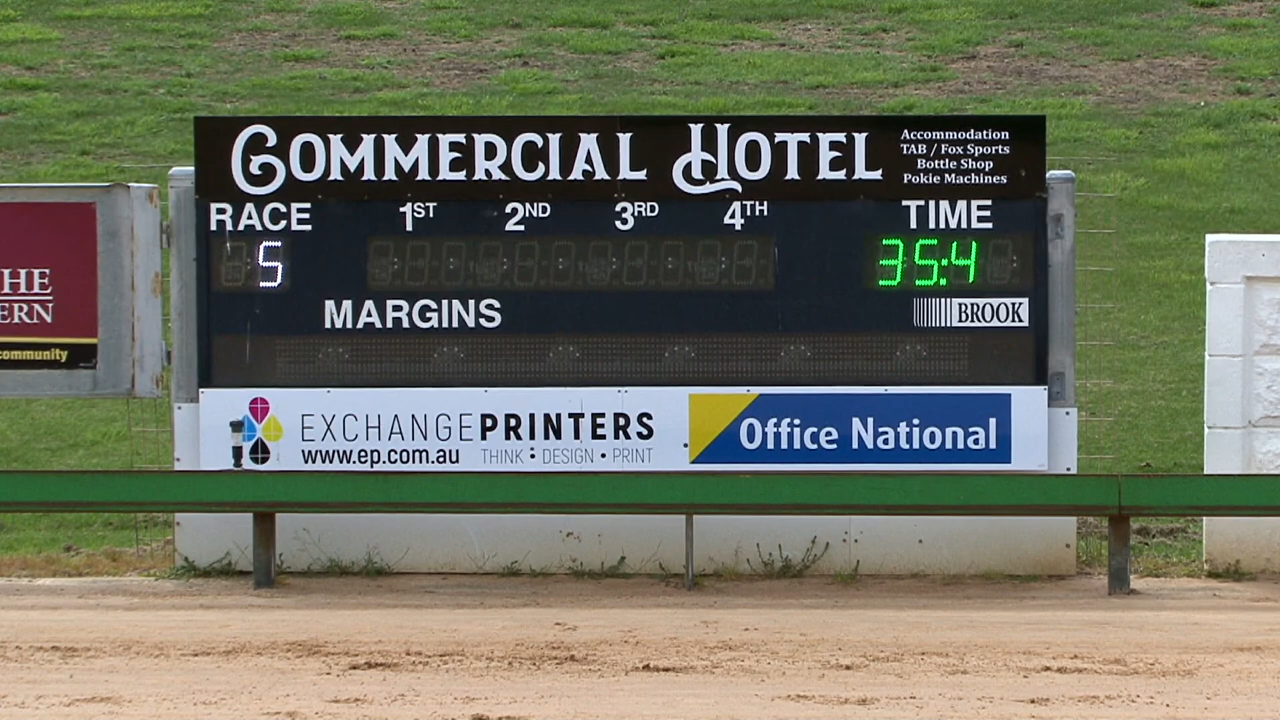 COMMERCIAL HOTEL
Accommodation
TAB / Fox Sports
Bottle Shop
Pokie Machines
RACE 1ST 2ND 3RD 4TH TIME
5 35:4
MARGINS
BROOK
HE
ERN
community
EXCHANGEPRINTERS
www.ep.com.au THINK • DESIGN • PRINT
Office National